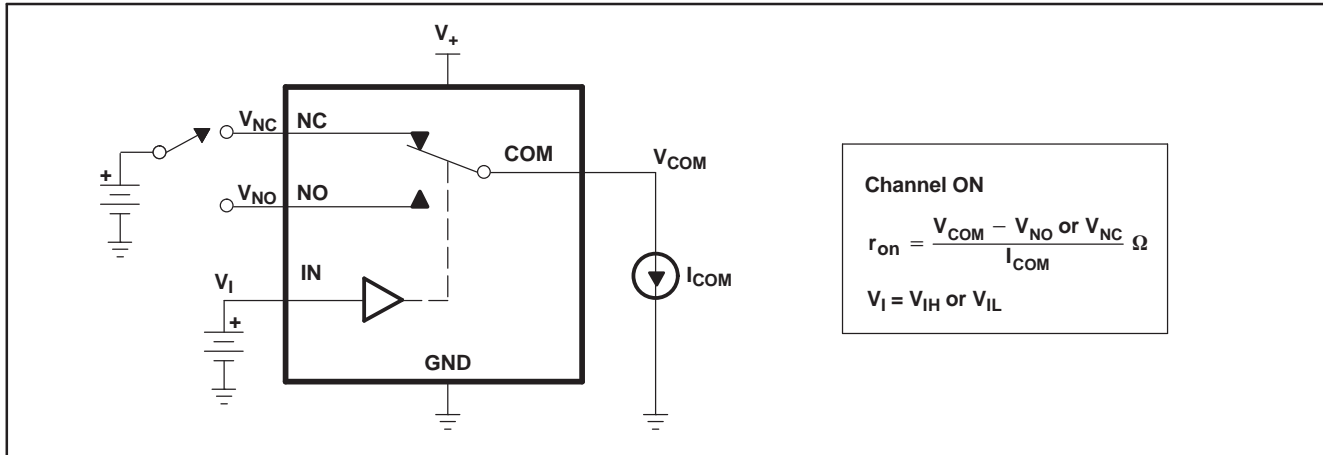 V+
VNC NC
COM
VCOM
+
VNO NO
VI
IN
ICOM
+
GND
Channel ON
ron = VCOM − VNO or VNC / ICOM Ω
VI = VIH or VIL